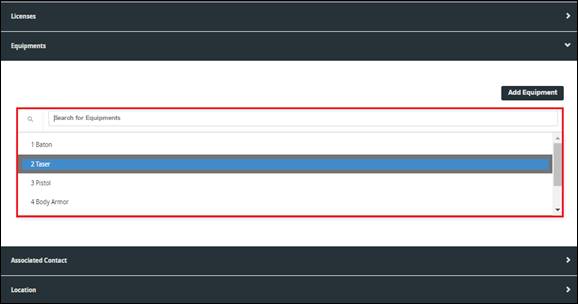 Licenses
Equipments
Add Equipment
Search for Equipments
1 Baton
2 Taser
3 Pistol
4 Body Armor
Associated Contact
Location